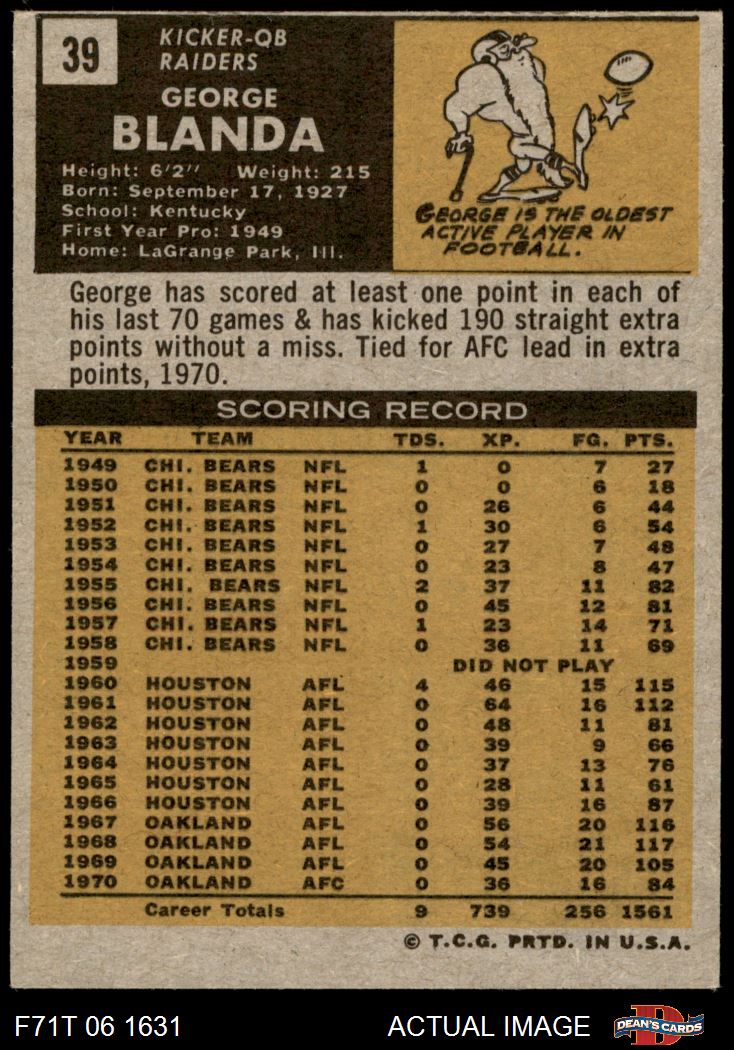 39
KICKER-QB
RAIDERS
GEORGE
BLANDA
Height: 6'2" Weight: 215
Born: September 17, 1927
School: Kentucky
First Year Pro: 1949
Home: LaGrange Park, Ill.
GEORGE IS THE OLDEST
ACTIVE PLAYER IN
FOOTBALL.
George has scored at least one point in each of
his last 70 games & has kicked 190 straight extra
points without a miss. Tied for AFC lead in extra
points, 1970.
SCORING RECORD
YEAR TEAM TDS. XP. FG. PTS.
1949 CHI. BEARS NFL 1 0 7 27
1950 CHI. BEARS NFL 0 0 6 18
1951 CHI. BEARS NFL 0 26 6 44
1952 CHI. BEARS NFL 1 30 6 54
1953 CHI. BEARS NFL 0 27 7 48
1954 CHI. BEARS NFL 0 23 8 47
1955 CHI. BEARS NFL 2 37 11 82
1956 CHI. BEARS NFL 0 45 12 81
1957 CHI. BEARS NFL 1 23 14 71
1958 CHI. BEARS NFL 0 36 11 69
1959 DID NOT PLAY
1960 HOUSTON AFL 4 46 15 115
1961 HOUSTON AFL 0 64 16 112
1962 HOUSTON AFL 0 48 11 81
1963 HOUSTON AFL 0 39 9 66
1964 HOUSTON AFL 0 37 13 76
1965 HOUSTON AFL 0 28 11 61
1966 HOUSTON AFL 0 39 16 87
1967 OAKLAND AFL 0 56 20 116
1968 OAKLAND AFL 0 54 21 117
1969 OAKLAND AFL 0 45 20 105
1970 OAKLAND AFC 0 36 16 84
Career Totals 9 739 256 1561
© T.C.G. PRTD. IN U.S.A.
F71T 06 1631 ACTUAL IMAGE D DEAN'S CARDS